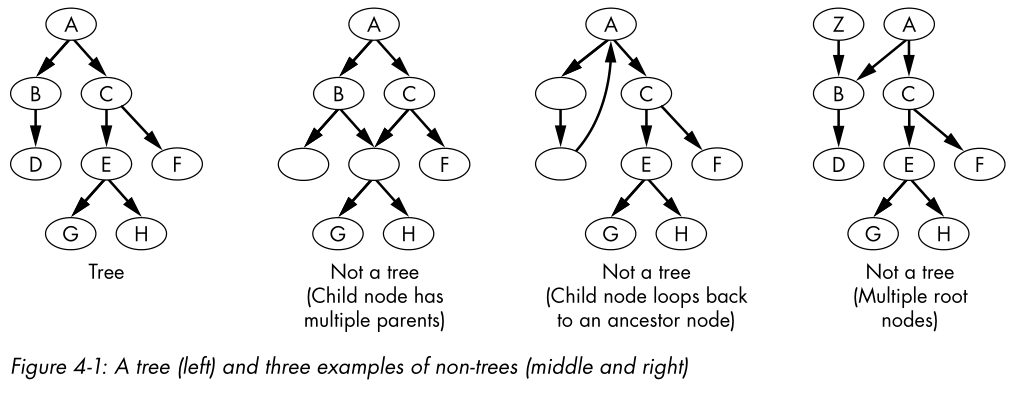 A
B C
D E F
G H
Tree
A
B C
F
G H
Not a tree
(Child node has
multiple parents)
A
C
E F
G H
Not a tree
(Child node loops back
to an ancestor node)
Z A
B C
D E F
G H
Not a tree
(Multiple root
nodes)
Figure 4-1: A tree (left) and three examples of non-trees (middle and right)